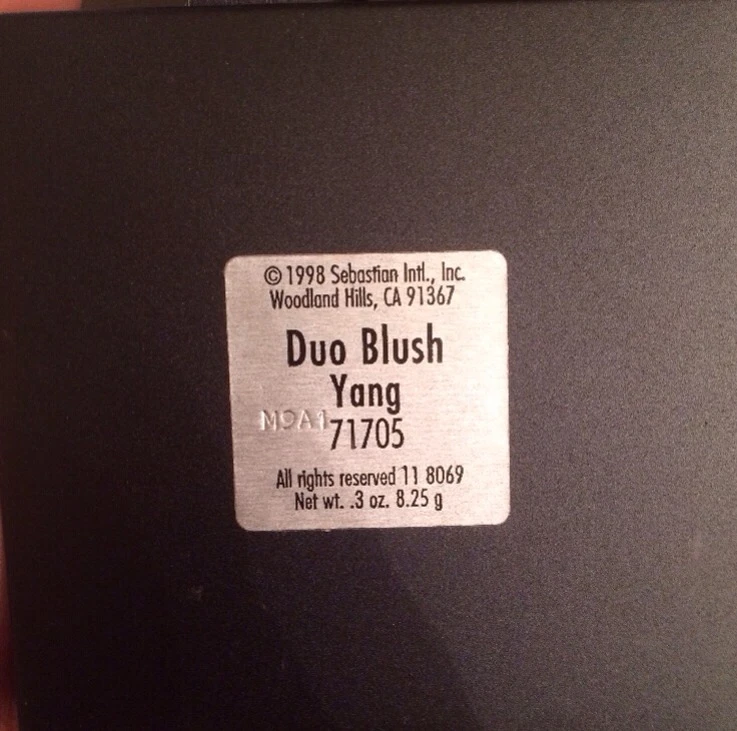 © 1998 Sebastian Intl., Inc.
Woodland Hills, CA 91367
Duo Blush
Yang
M9A1
71705
All rights reserved 11 8069
Net wt. .3 oz. 8.25 g